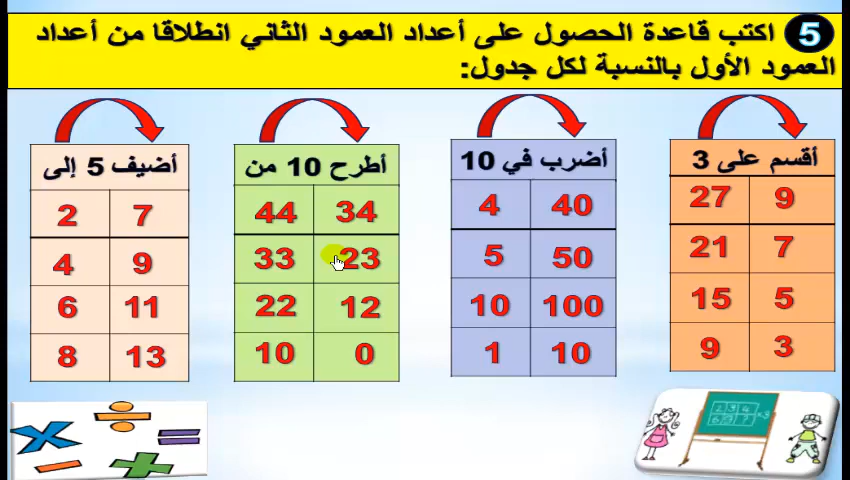 5 اكتب قاعدة الحصول على أعداد العمود الثاني انطلاقا من أعداد
العمود الأول بالنسبة لكل جدول:
أقسم على 3
27 9
21 7
15 5
9 3
أضرب في 10
4 40
5 50
10 100
1 10
أطرح 10 من
44 34
33 23
22 12
10 0
أضيف 5 إلى
2 7
4 9
6 11
8 13